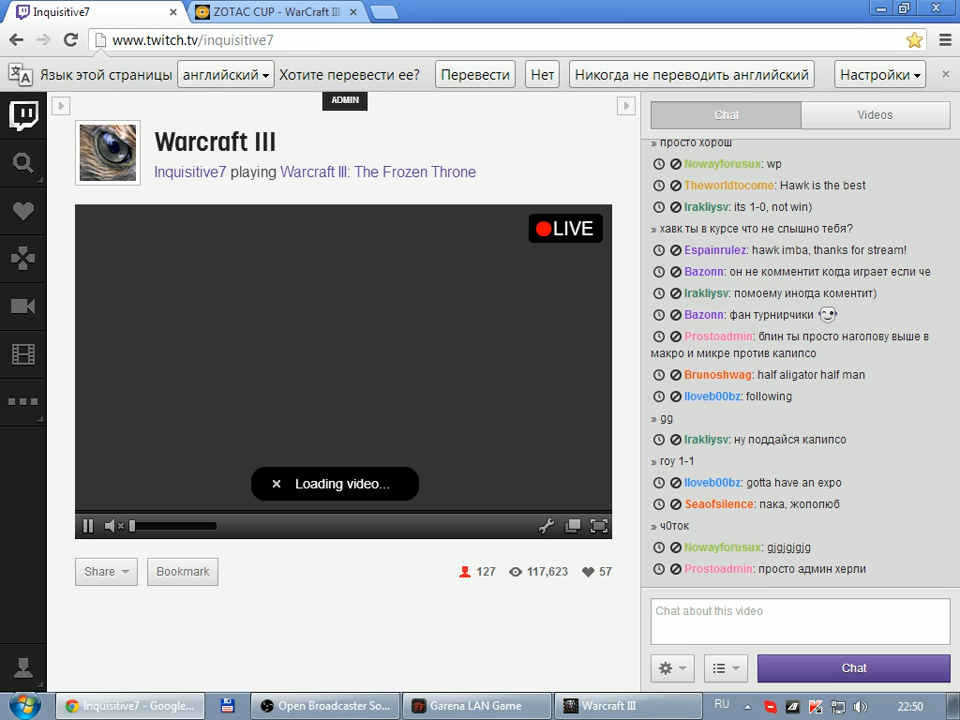 Inquisitive7
ZOTAC CUP - WarCraft III
www.twitch.tv/inquisitive7
Язык этой страницы английский Хотите перевести ее? Перевести Нет Никогда не переводить английский Настройки
ADMIN
Warcraft III
Inquisitive7 playing Warcraft III: The Frozen Throne
LIVE
Loading video...
Share Bookmark 127 117,623 57
Chat Videos
» просто хорош
Nowayforusux: wp
Theworldtocome: Hawk is the best
Irakliysv: its 1-0, not win)
» хавк ты в курсе что не слышно тебя?
Espainrulez: hawk imba, thanks for stream!
Bazonn: он не комментит когда играет если че
Irakliysv: помоему иногда коментит)
Bazonn: фан турнирчики
Prostoadmin: блин ты просто наголову выше в
макро и микре против калипсо
Brunoshwag: half aligator half man
Iloveb00bz: following
» gg
Irakliysv: ну поддайся калипсо
» roy 1-1
Iloveb00bz: gotta have an expo
Seaofsilence: пака, жополюб
» ч0ток
Nowayforusux: gjgjgjgjg
Prostoadmin: просто админ херли
Chat about this video
Chat
Inquisitive7 - Google... Open Broadcaster So... Garena LAN Game Warcraft III RU 22:50